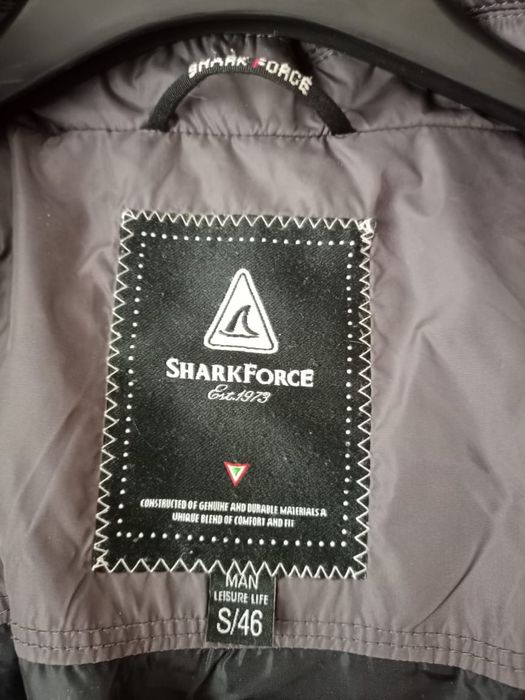 SHARK FORCE
SHARKFORCE
Est.1973
CONSTRUCTED OF GENUINE AND DURABLE MATERIALS A
UNIQUE BLEND OF COMFORT AND FIT
MAN
LEISURE LIFE
S/46